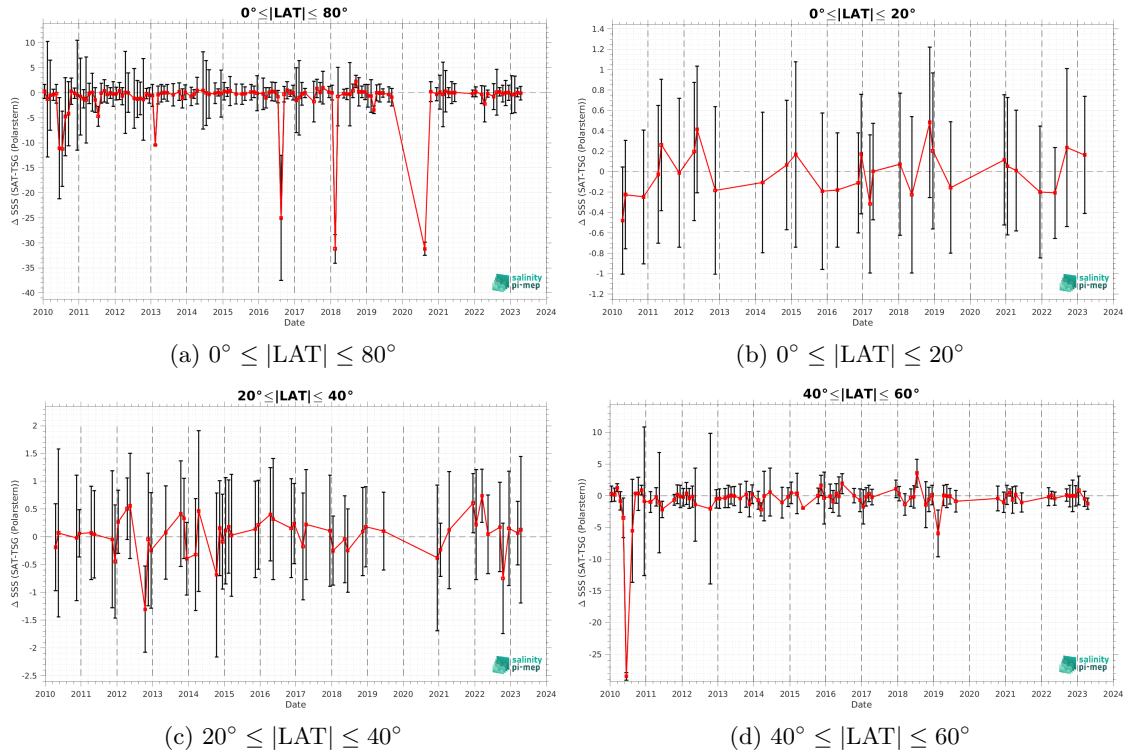 0°≤|LAT|≤ 80°
Δ SSS (SAT-TSG (Polarstern))
10
5
0
-5
-10
-15
-20
-25
-30
-35
-40
2010 2011 2012 2013 2014 2015 2016 2017 2018 2019 2020 2021 2022 2023 2024
Date
salinity
pi-mep
(a) 0° ≤ |LAT| ≤ 80°
0°≤|LAT|≤ 20°
Δ SSS (SAT-TSG (Polarstern))
1.4
1.2
1
0.8
0.6
0.4
0.2
0
-0.2
-0.4
-0.6
-0.8
-1
-1.2
2010 2011 2012 2013 2014 2015 2016 2017 2018 2019 2020 2021 2022 2023 2024
Date
salinity
pi-mep
(b) 0° ≤ |LAT| ≤ 20°
20°≤|LAT|≤ 40°
Δ SSS (SAT-TSG (Polarstern))
2
1.5
1
0.5
0
-0.5
-1
-1.5
-2
-2.5
2010 2011 2012 2013 2014 2015 2016 2017 2018 2019 2020 2021 2022 2023 2024
Date
salinity
pi-mep
(c) 20° ≤ |LAT| ≤ 40°
40°≤|LAT|≤ 60°
Δ SSS (SAT-TSG (Polarstern))
10
5
0
-5
-10
-15
-20
-25
2010 2011 2012 2013 2014 2015 2016 2017 2018 2019 2020 2021 2022 2023 2024
Date
salinity
pi-mep
(d) 40° ≤ |LAT| ≤ 60°